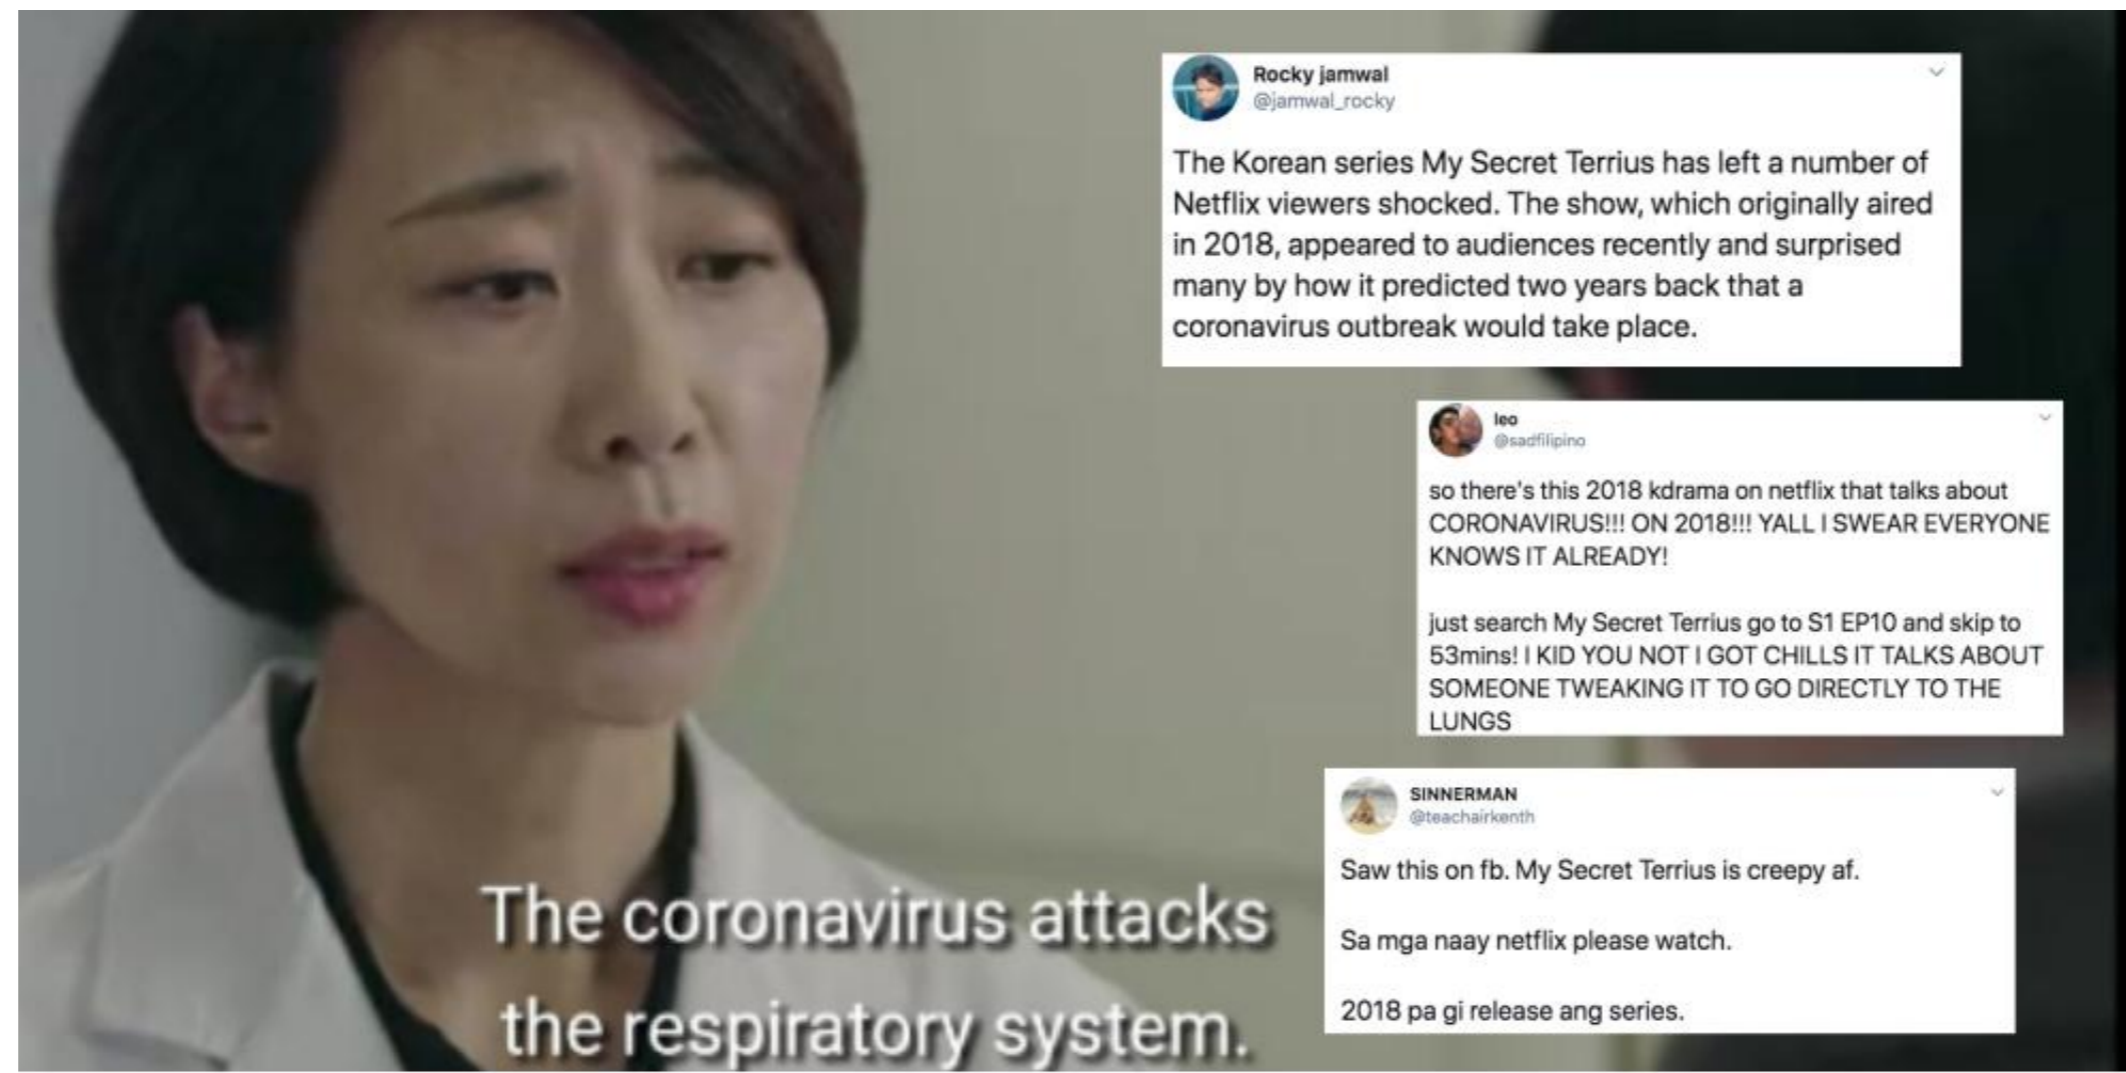 Rocky jamwal
@jamwal_rocky
The Korean series My Secret Terrius has left a number of
Netflix viewers shocked. The show, which originally aired
in 2018, appeared to audiences recently and surprised
many by how it predicted two years back that a
coronavirus outbreak would take place.
leo
@sadfilipino
so there's this 2018 kdrama on netflix that talks about
CORONAVIRUS!!! ON 2018!!! YALL I SWEAR EVERYONE
KNOWS IT ALREADY!
just search My Secret Terrius go to S1 EP10 and skip to
53mins! I KID YOU NOT I GOT CHILLS IT TALKS ABOUT
SOMEONE TWEAKING IT TO GO DIRECTLY TO THE
LUNGS
SINNERMAN
@teachairkenth
Saw this on fb. My Secret Terrius is creepy af.
Sa mga naay netflix please watch.
2018 pa gi release ang series.
The coronavirus attacks
the respiratory system.